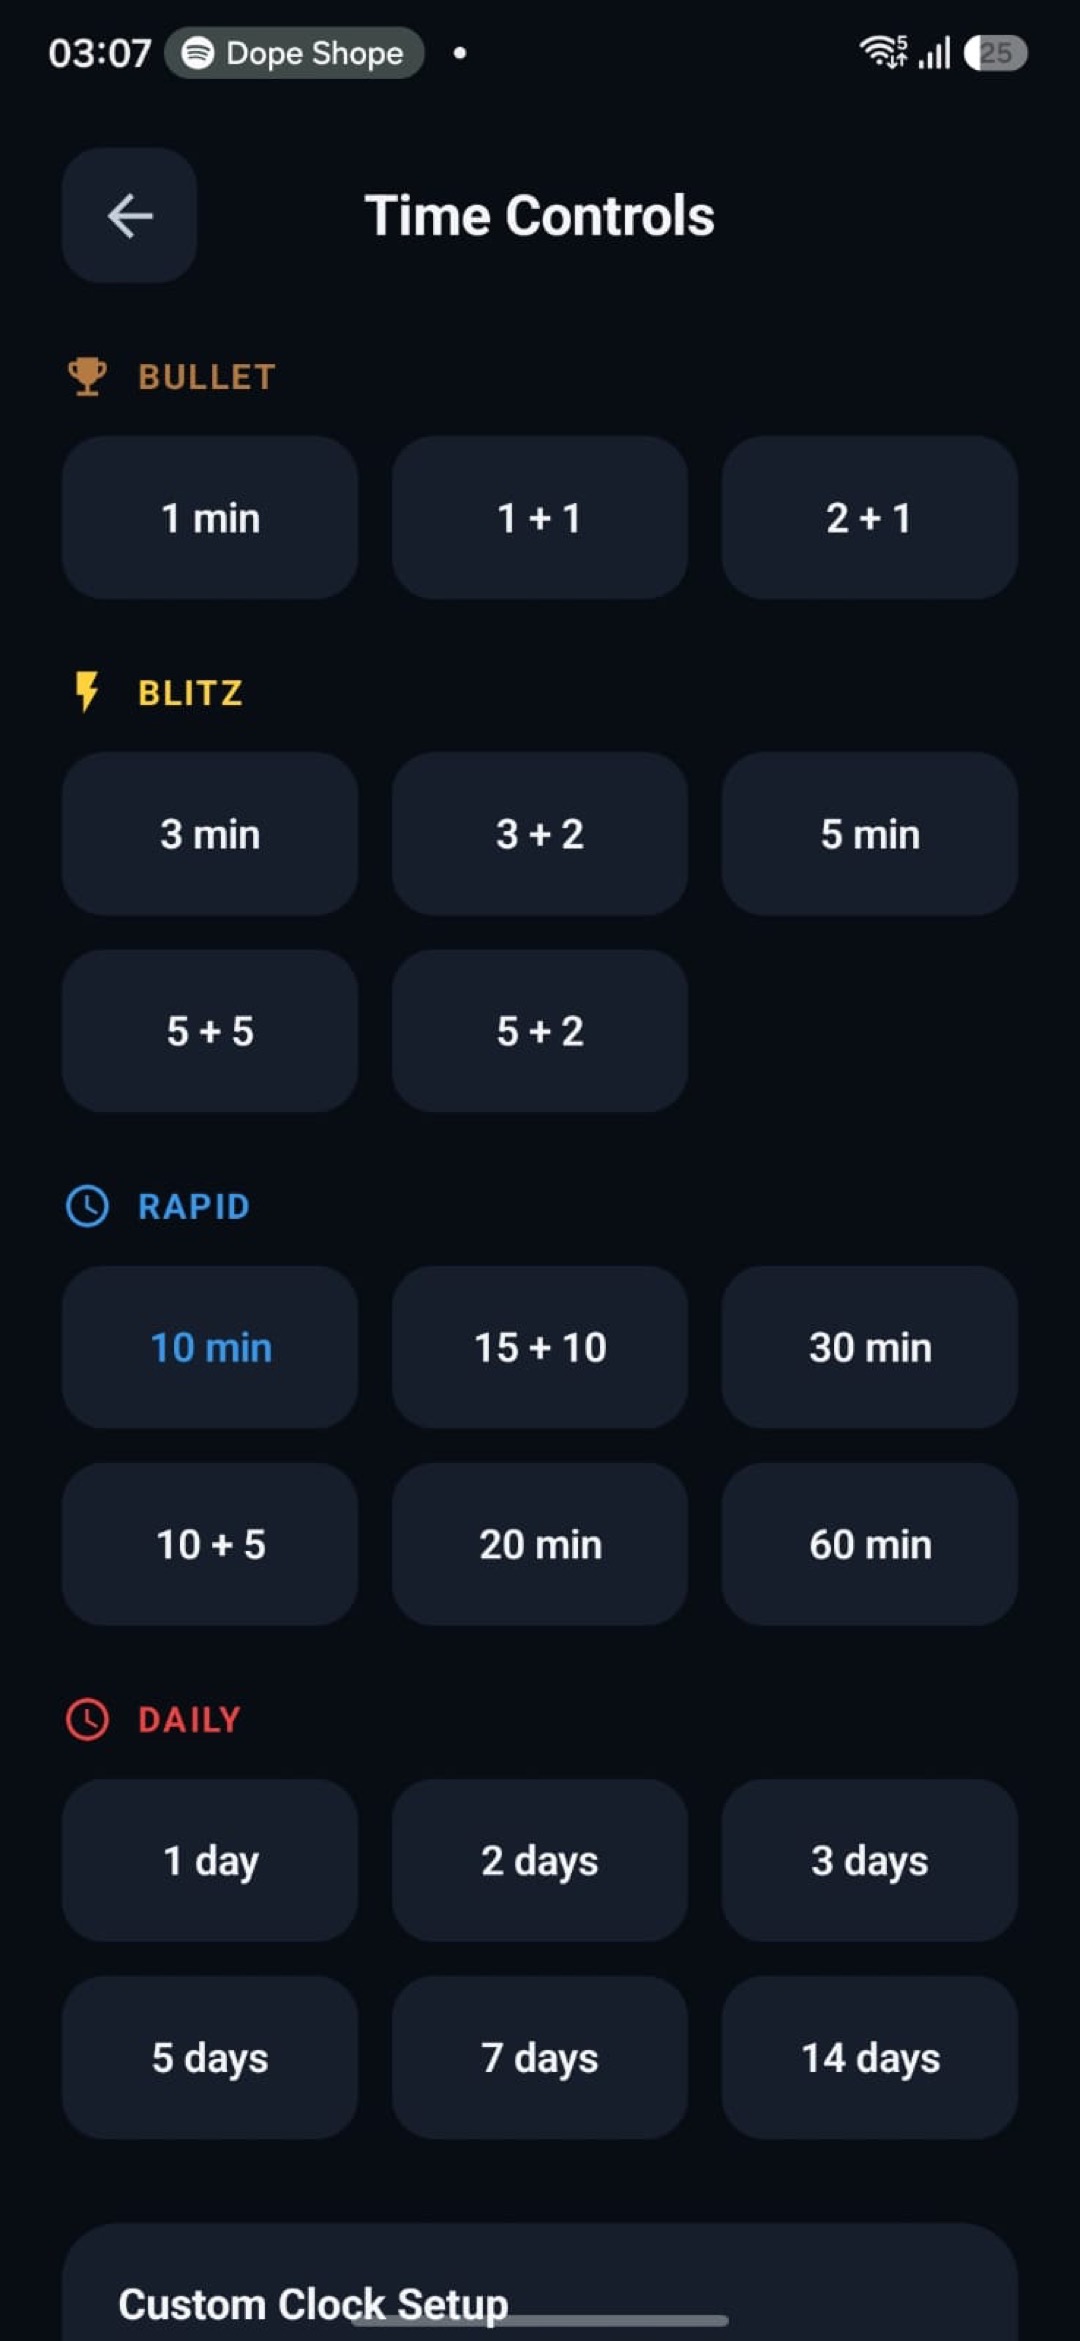 03:07 Dope Shope 5 25
Time Controls
BULLET
1 min 1 + 1 2 + 1
BLITZ
3 min 3 + 2 5 min
5 + 5 5 + 2
RAPID
10 min 15 + 10 30 min
10 + 5 20 min 60 min
DAILY
1 day 2 days 3 days
5 days 7 days 14 days
Custom Clock Setup